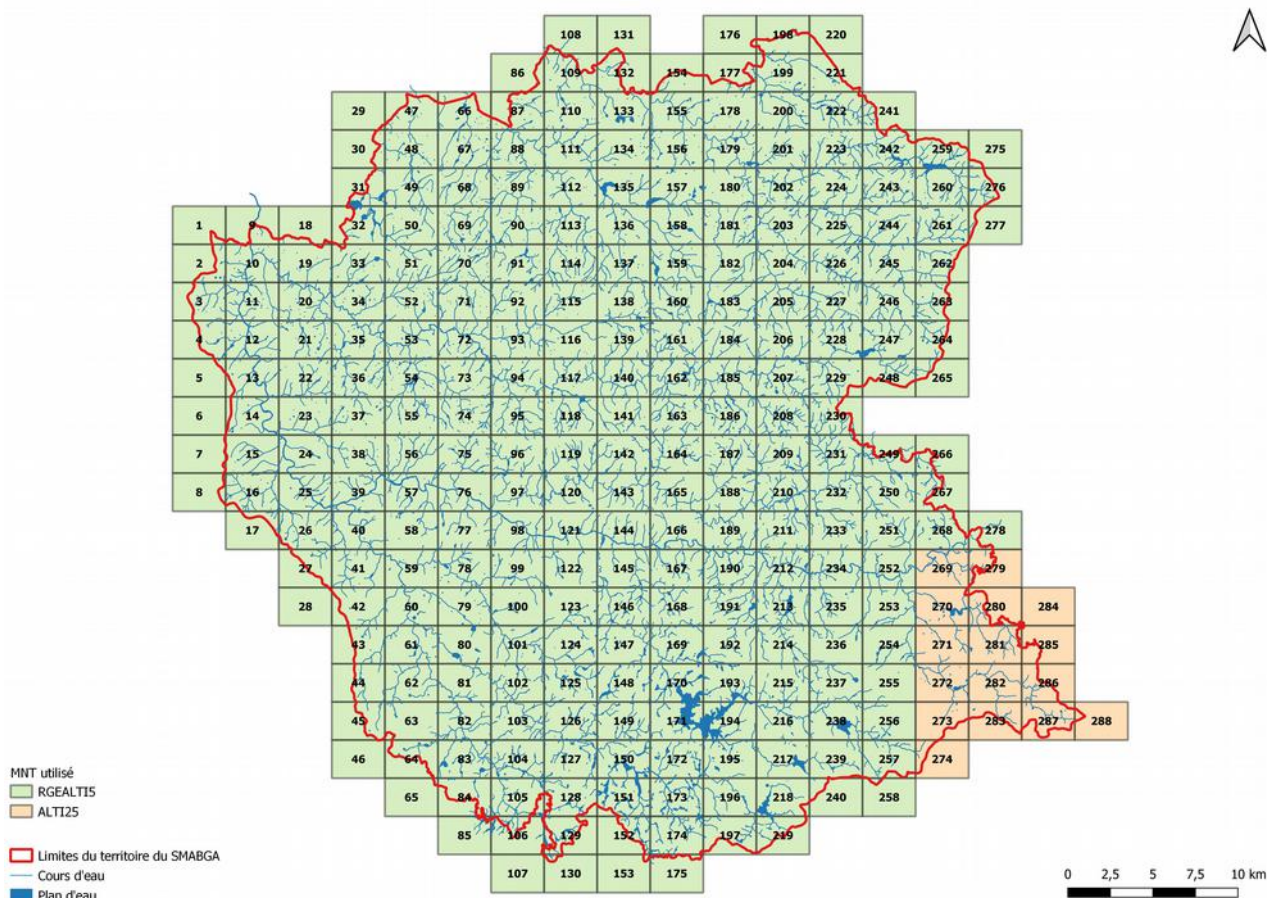 108 131 176 198 220
86 109 132 154 177 199 221
29 47 66 87 110 133 155 178 200 222 241
30 48 67 88 111 134 156 179 201 223 242 259 275
31 49 68 89 112 135 157 180 202 224 243 260 276
1 9 18 32 50 69 90 113 136 158 181 203 225 244 261 277
2 10 19 33 51 70 91 114 137 159 182 204 226 245 262
3 11 20 34 52 71 92 115 138 160 183 205 227 246 263
4 12 21 35 53 72 93 116 139 161 184 206 228 247 264
5 13 22 36 54 73 94 117 140 162 185 207 229 248 265
6 14 23 37 55 74 95 118 141 163 186 208 230
7 15 24 38 56 75 96 119 142 164 187 209 231 249 266
8 16 25 39 57 76 97 120 143 165 188 210 232 250 267
17 26 40 58 77 98 121 144 166 189 211 233 251 268 278
27 41 59 78 99 122 145 167 190 212 234 252 269 279
28 42 60 79 100 123 146 168 191 213 235 253 270 280 284
43 61 80 101 124 147 169 192 214 236 254 271 281 285
44 62 81 102 125 148 170 193 215 237 255 272 282 286
45 63 82 103 126 149 171 194 216 238 256 273 283 287 288
46 64 83 104 127 150 172 195 217 239 257 274
65 84 105 128 151 173 196 218 240 258
85 106 129 152 174 197 219
107 130 153 175
MNT utilisé
RGEALTI5
ALTI25
Limites du territoire du SMABGA
Cours d'eau
Plan d'eau
0 2,5 5 7,5 10 km